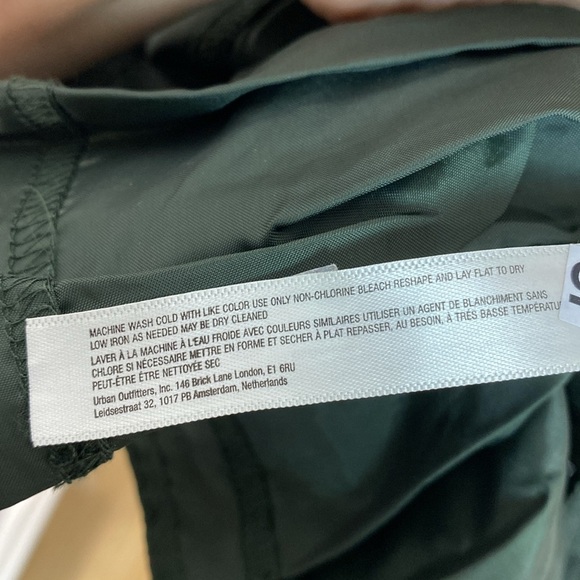 MACHINE WASH COLD WITH LIKE COLOR USE ONLY NON-CHLORINE BLEACH RESHAPE AND LAY FLAT TO DRY
LOW IRON AS NEEDED MAY BE DRY CLEANED
LAVER À LA MACHINE À L'EAU FROIDE AVEC COULEURS SIMILAIRES UTILISER UN AGENT DE BLANCHIMENT SANS
CHLORE SI NÉCESSAIRE METTRE EN FORME ET SECHER À PLAT REPASSER, AU BESOIN, À TRÈS BASSE TEMPÉRATU
PEUT-ÊTRE ÊTRE NETTOYÉE SEC
Urban Outfitters, Inc. 146 Brick Lane London, E1 6RU
Leidsestraat 32, 1017 PB Amsterdam, Netherlands